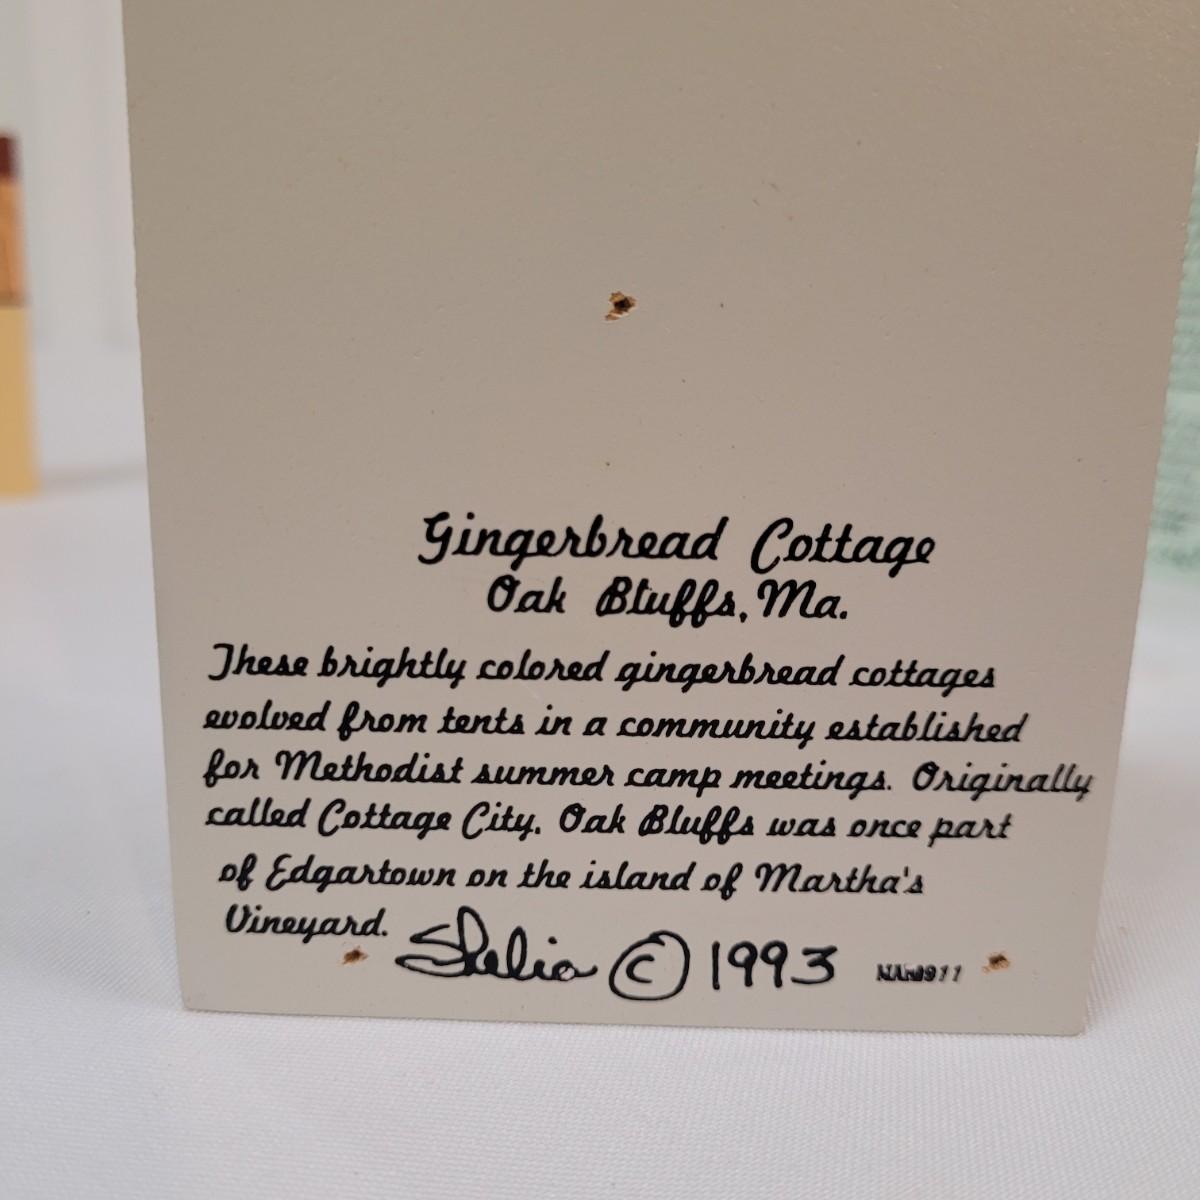 Gingerbread Cottage
Oak Bluffs, Ma.
These brightly colored gingerbread cottages
evolved from tents in a community established
for Methodist summer camp meetings. Originally
called Cottage City, Oak Bluffs was once part
of Edgartown on the island of Martha's
Vineyard. Shelia © 1993